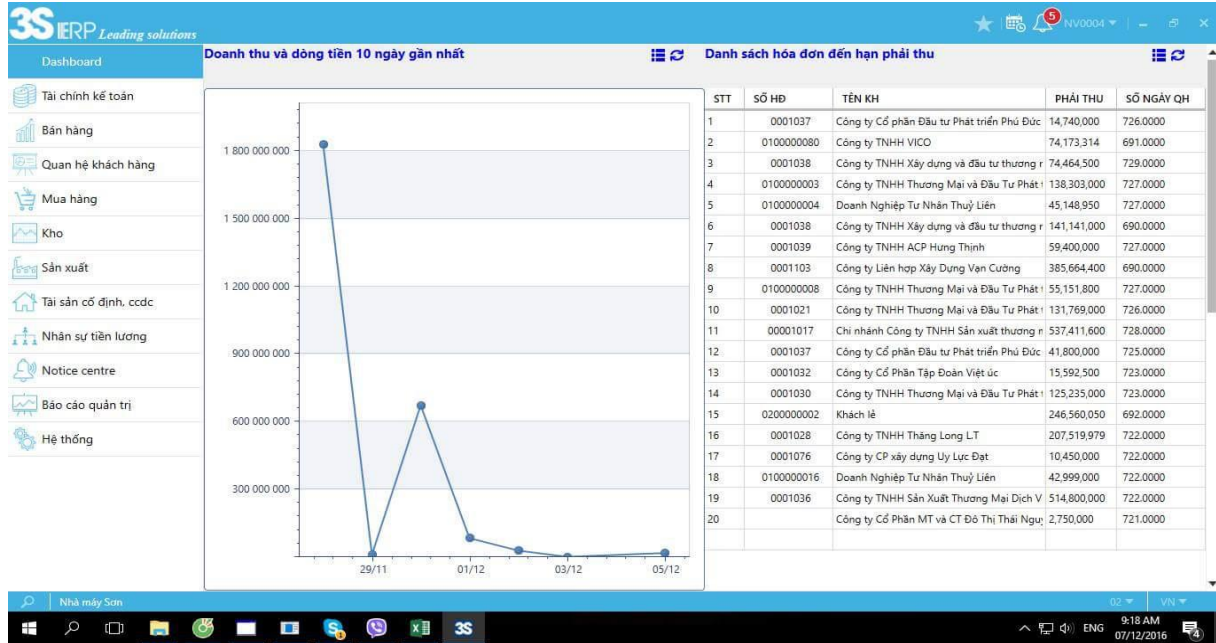 3S IERP Leading solutions
5
NV0004
Dashboard
Tài chính kế toán
Bán hàng
Quan hệ khách hàng
Mua hàng
Kho
Sản xuất
Tài sản cố định, ccdc
Nhân sự tiền lương
Notice centre
Báo cáo quản trị
Hệ thống
Doanh thu và dòng tiền 10 ngày gần nhất
1 800 000 000
1 500 000 000
1 200 000 000
900 000 000
600 000 000
300 000 000
29/11 01/12 03/12 05/12
Danh sách hóa đơn đến hạn phải thu
STT SỐ HĐ TÊN KH PHẢI THU SỐ NGÀY QH
1 0001037 Công ty Cổ phần Đầu tư Phát triển Phú Đức 14,740,000 726.0000
2 0100000080 Công ty TNHH VICO 74,173,314 691.0000
3 0001038 Công ty TNHH Xây dựng và đầu tư thương 74,464,500 729.0000
4 0100000003 Công ty TNHH Thương Mại và Đầu Tư Phát 138,303,000 727.0000
5 0100000004 Doanh Nghiệp Tư Nhân Thuỷ Liên 45,148,950 727.0000
6 0001038 Công ty TNHH Xây dựng và đầu tư thương 141,141,000 690.0000
7 0001039 Công ty TNHH ACP Hưng Thịnh 59,400,000 727.0000
8 0001103 Công ty Liên hợp Xây Dựng Vạn Cường 385,664,400 690.0000
9 0100000008 Công ty TNHH Thương Mại và Đầu Tư Phát 55,151,800 727.0000
10 0001021 Công ty TNHH Thương Mại và Đầu Tư Phát 131,769,000 726.0000
11 00001017 Chi nhánh Công ty TNHH Sản xuất thương 537,411,600 728.0000
12 0001037 Công ty Cổ phần Đầu tư Phát triển Phú Đức 41,800,000 725.0000
13 0001032 Công ty Cổ Phần Tập Đoàn Việt úc 15,592,500 723.0000
14 0001030 Công ty TNHH Thương Mại và Đầu Tư Phát 125,235,000 723.0000
15 0200000002 Khách lẻ 246,560,050 692.0000
16 0001028 Công ty TNHH Thăng Long L.T 207,519,979 722.0000
17 0001076 Công ty CP xây dựng Uy Lực Đạt 10,450,000 722.0000
18 0100000016 Doanh Nghiệp Tư Nhân Thuỷ Liên 42,999,000 722.0000
19 0001036 Công ty TNHH Sản Xuất Thương Mại Dịch V 514,800,000 722.0000
20 Công ty Cổ Phần MT và CT Đô Thị Thái 2,750,000 721.0000
Nhà máy Sơn
02 VN
3S
ENG
9:18 AM
07/12/2016
4